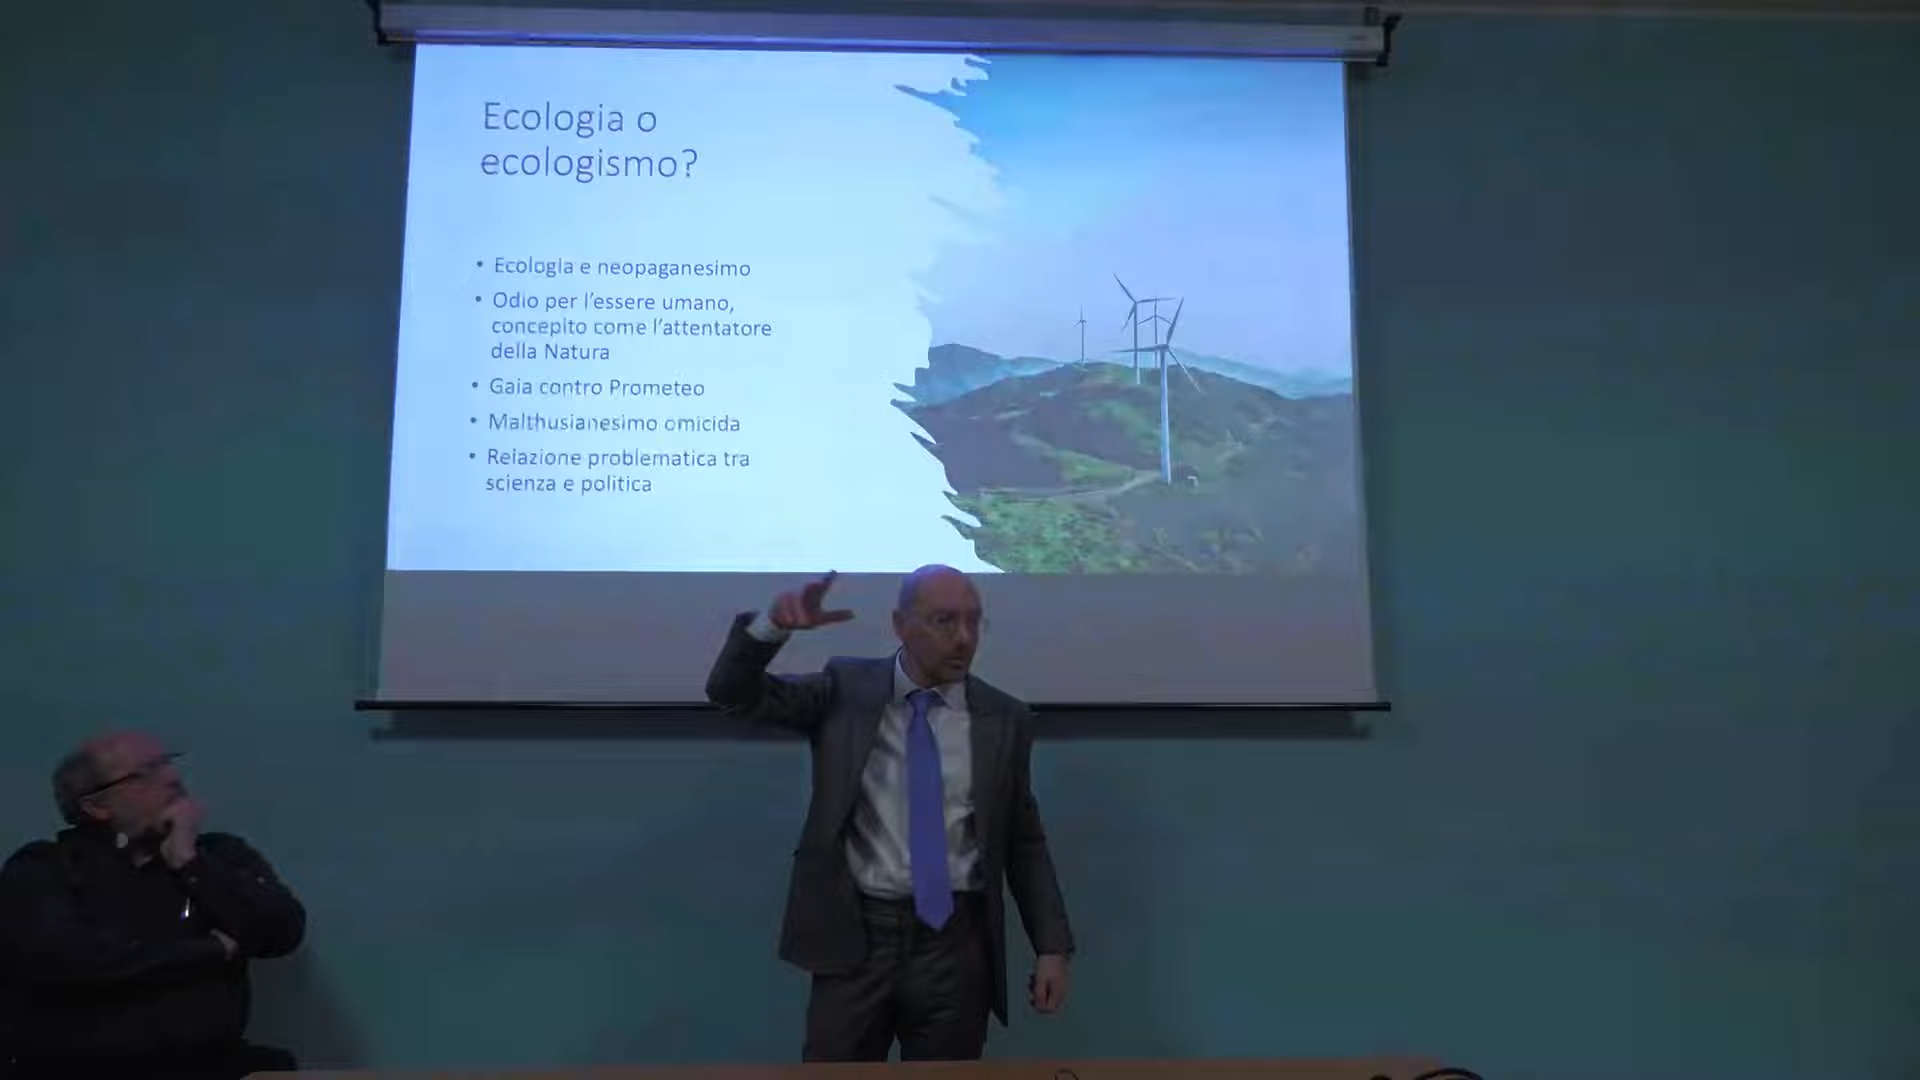 Ecologia o
ecologismo?
• Ecologia e neopaganesimo
• Odio per l'essere umano,
concepito come l'attentatore
della Natura
• Gaia contro Prometeo
• Malthusianesimo omicida
• Relazione problematica tra
scienza e politica